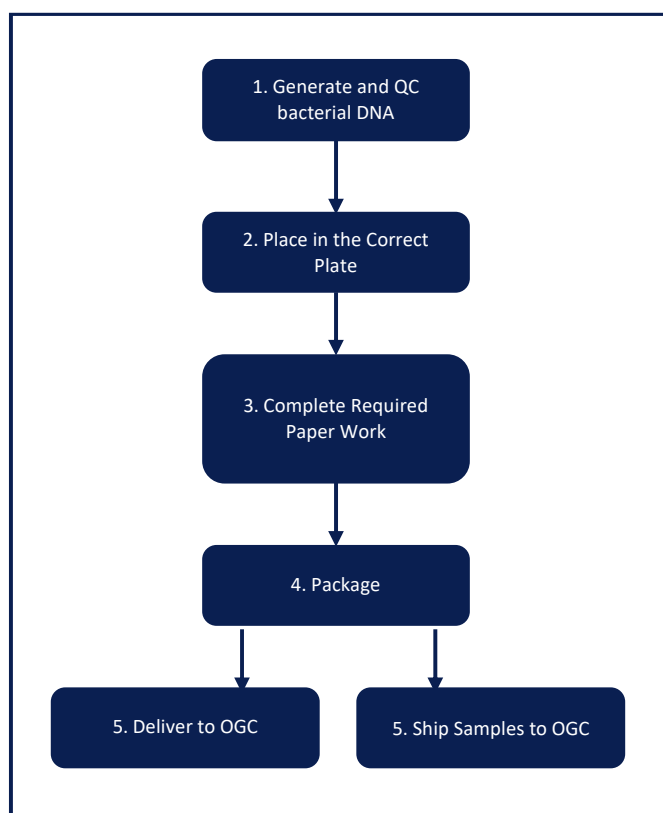 1. Generate and QC
bacterial DNA
2. Place in the Correct
Plate
3. Complete Required
Paper Work
4. Package
5. Deliver to OGC
5. Ship Samples to OGC